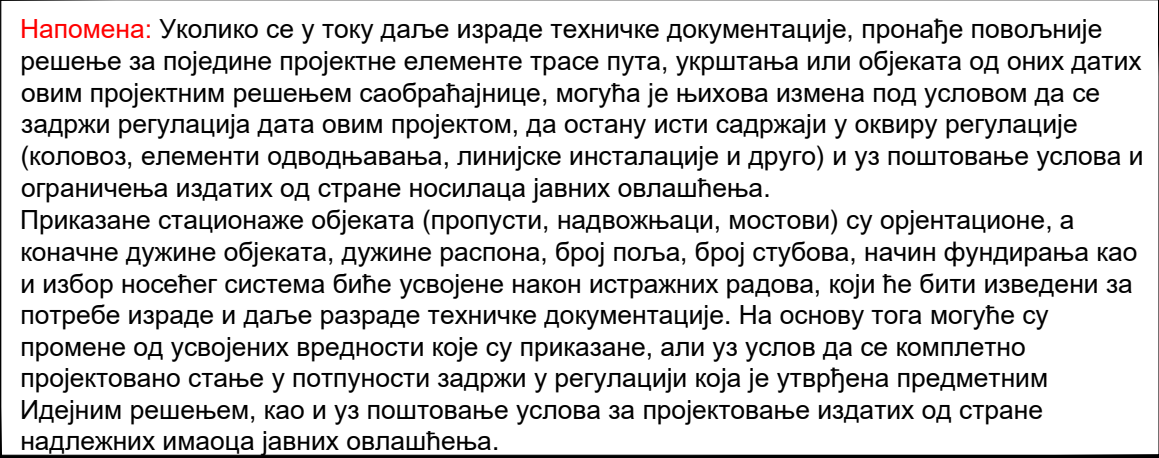 Напомена: Уколико се у току даље израде техничке документације, пронађе повољније
решење за поједине пројектне елементе трасе пута, укрштања или објеката од оних датих
овим пројектним решењем саобраћајнице, могућа је њихова измена под условом да се
задржи регулација дата овим пројектом, да остану исти садржаји у оквиру регулације
(коловоз, елементи одводњавања, линијске инсталације и друго) и уз поштовање услова и
ограничења издатих од стране носилаца јавних овлашћења.
Приказане стационаже објеката (пропусти, надвожњаци, мостови) су орјентационе, а
коначне дужине објеката, дужине распона, број поља, број стубова, начин фундирања као
и избор носећег система биће усвојене након истражних радова, који ће бити изведени за
потребе израде и даље разраде техничке документације. На основу тога могуће су
промене од усвојених вредности које су приказане, али уз услов да се комплетно
пројектовано стање у потпуности задржи у регулацији која је утврђена предметним
Идејним решењем, као и уз поштовање услова за пројектовање издатих од стране
надлежних имаоца јавних овлашћења.